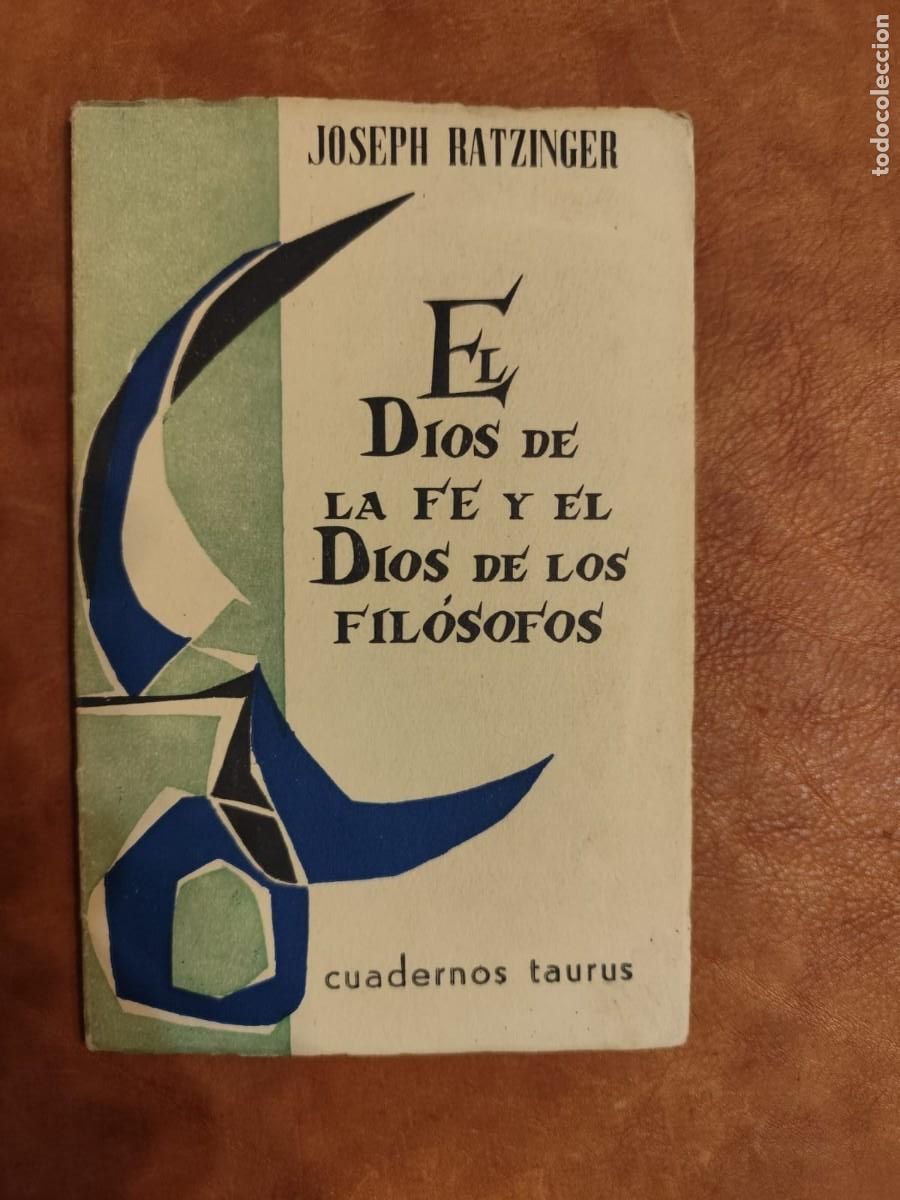 JOSEPH RATZINGER
EL
DIOS DE
LA FE Y EL
DIOS DE LOS
FILÓSOFOS
cuadernos taurus
todocoleccion